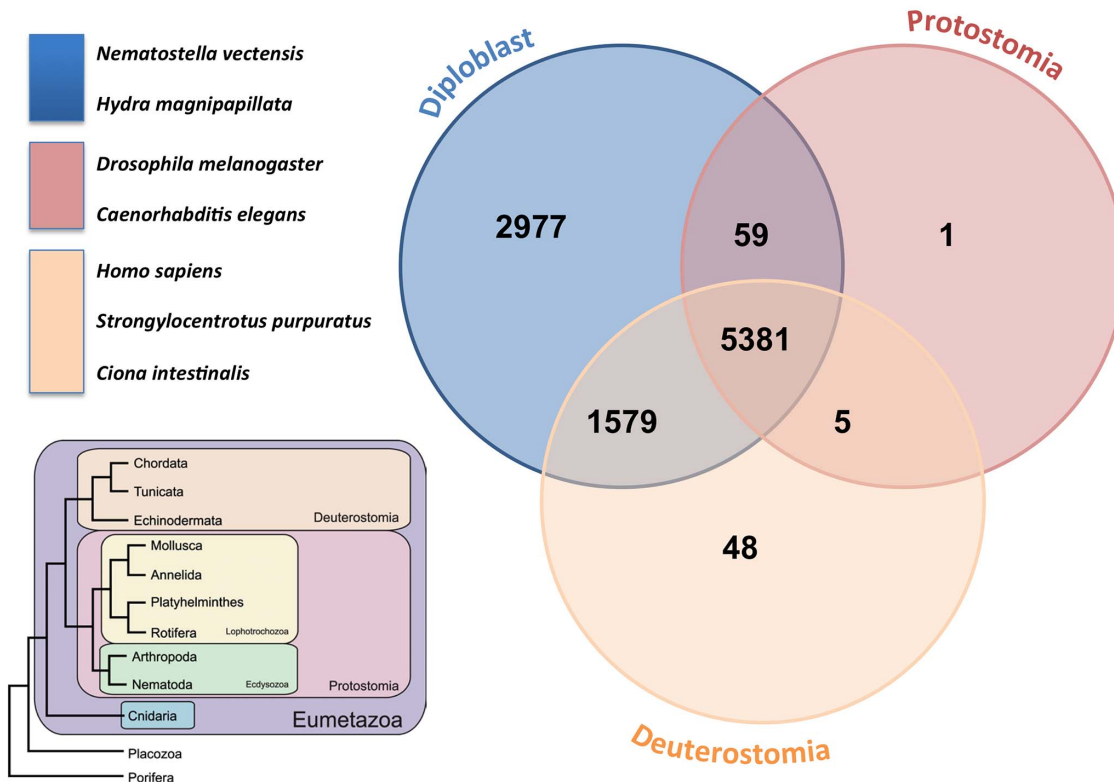 Nematostella vectensis
Hydra magnipapillata
Drosophila melanogaster
Caenorhabditis elegans
Homo sapiens
Strongylocentrotus purpuratus
Ciona intestinalis
Diploblast
Protostomia
2977
59
1
5381
1579
5
48
Deuterostomia
Chordata
Tunicata
Echinodermata
Deuterostomia
Mollusca
Annelida
Platyhelminthes
Rotifera
Lophotrochozoa
Arthropoda
Nematoda
Ecdysozoa
Protostomia
Cnidaria
Eumetazoa
Placozoa
Porifera